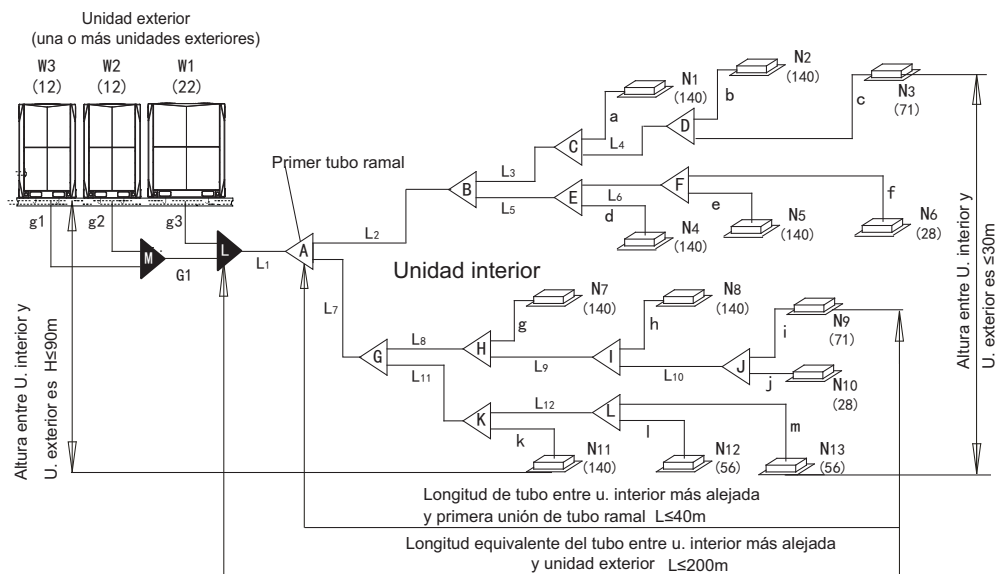 Unidad exterior
(una o más unidades exteriores)
W3
(12)
W2
(12)
W1
(22)
g1
g2
g3
M
G1
L
L1
Primer tubo ramal
A
L2
L7
B
L3
L5
C
a
N1
(140)
L4
D
b
N2
(140)
c
N3
(71)
E
L6
d
N4
(140)
F
e
N5
(140)
f
N6
(28)
Unidad interior
G
L8
L11
H
g
N7
(140)
L9
I
h
N8
(140)
L10
J
i
N9
(71)
j
N10
(28)
K
L12
k
N11
(140)
L
l
N12
(56)
m
N13
(56)
Altura entre U. interior y
U. exterior es H≤90m
Altura entre U. interior y
U. exterior es ≤30m
Longitud de tubo entre u. interior más alejada
y primera unión de tubo ramal L≤40m
Longitud equivalente del tubo entre u. interior más alejada
y unidad exterior L≤200m